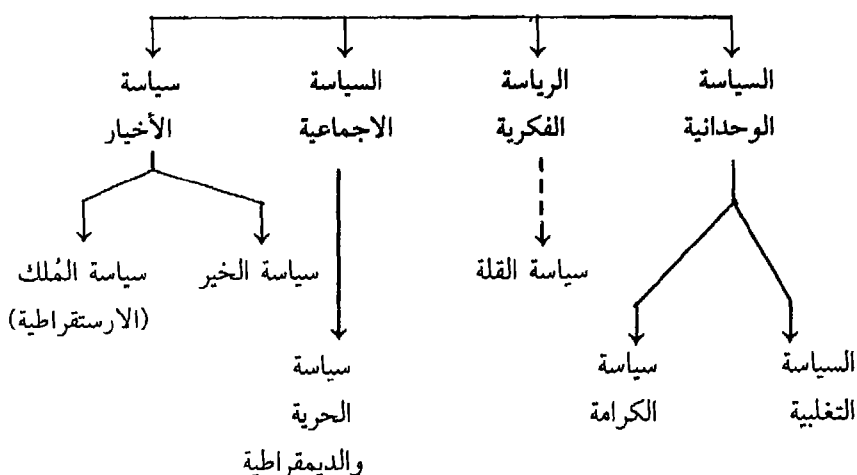 السياسة
الوحدانية
الرياسة
الفكرية
السياسة
الاجماعية
سياسة
الأخيار
سياسة القلة
سياسة الخير
سياسة المُلك
(الارستقراطية)
السياسة
التغلبية
سياسة
الكرامة
سياسة
الحرية
والديمقراطية